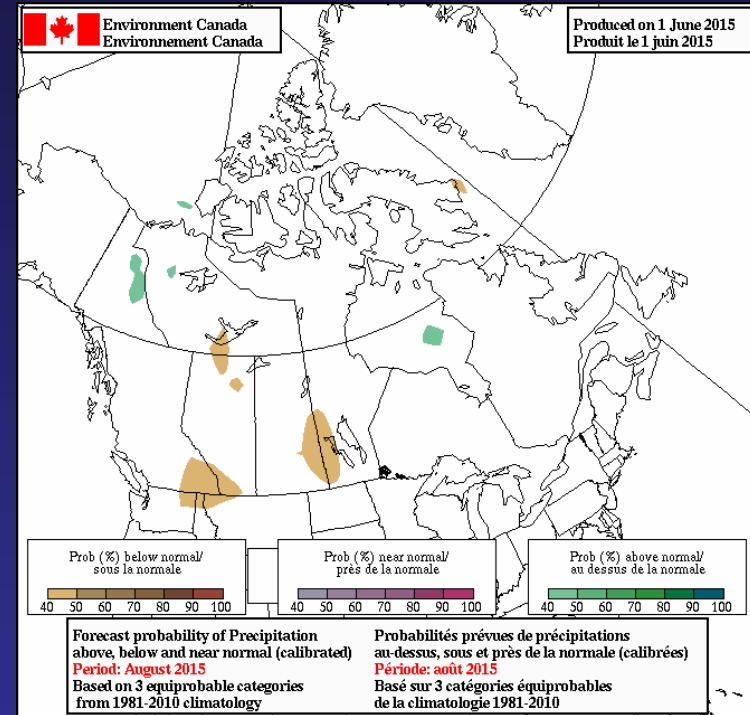 Environment Canada
Environnement Canada
Produced on 1 June 2015
Produit le 1 juin 2015
Prob (%) below normal/
sous la normale
40 50 60 70 80 90 100
Prob (%) near normal/
près de la normale
40 50 60 70 80 90 100
Prob (%) above normal/
au dessus de la normale
40 50 60 70 80 90 100
Forecast probability of Precipitation
above, below and near normal (calibrated)
Period: August 2015
Based on 3 equiprobable categories
from 1981-2010 climatology
Probabilités prévues de précipitations
au-dessus, sous et près de la normale (calibrées)
Période: août 2015
Basé sur 3 catégories équiprobables
de la climatologie 1981-2010